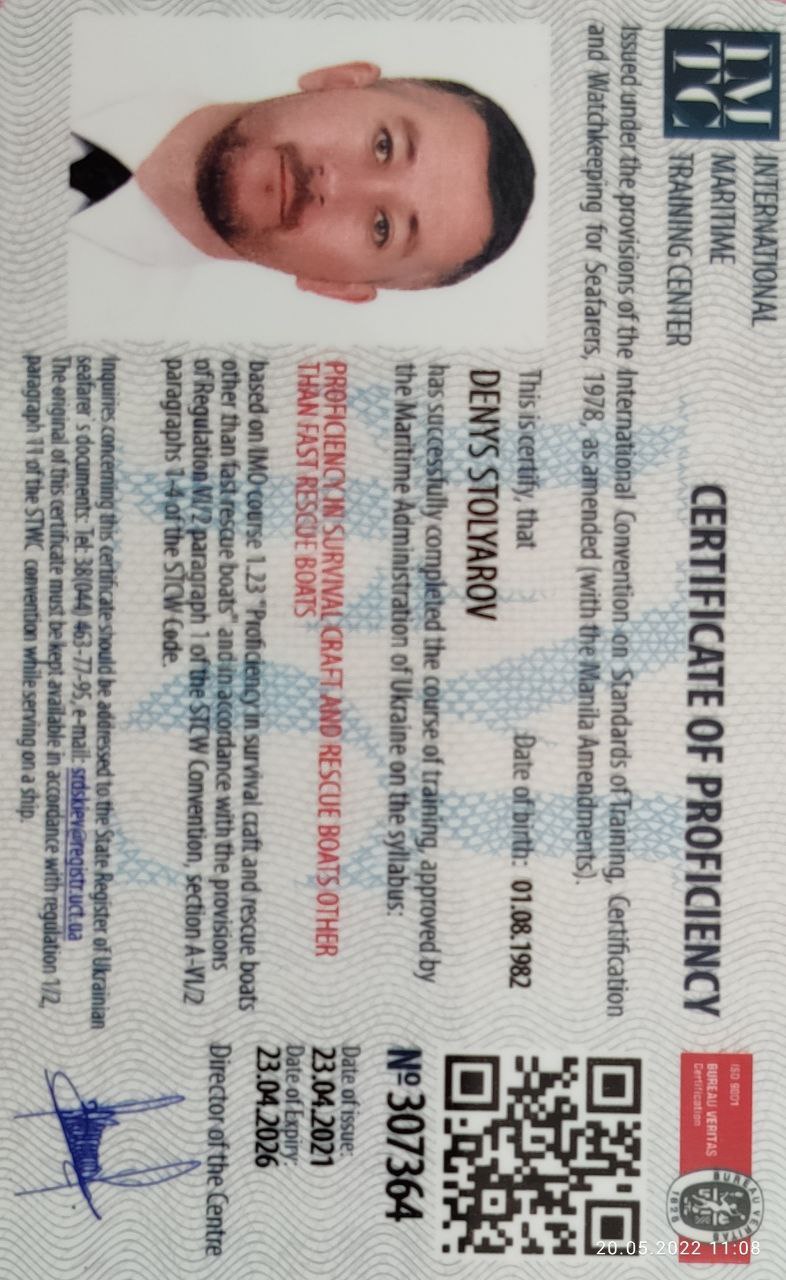 IM
TC
INTERNATIONAL
MARITIME
TRAINING CENTER
CERTIFICATE OF PROFICIENCY
ISO 9001
BUREAU VERITAS
Certification
BUREAU VERITAS
1828
20.05.2022 11:08
Issued under the provisions of the International Convention on Standards of Training, Certification
and Watchkeeping for Seafarers, 1978, as amended (with the Manila Amendments).
This is certify, that
Date of birth: 01.08.1982
DENYS STOLYAROV
has successfully completed the course of training, approved by
the Maritime Administration of Ukraine on the syllabus:
PROFICIENCY IN SURVIVAL CRAFT AND RESCUE BOATS OTHER
THAN FAST RESCUE BOATS
based on IMO course 1.23 "Proficiency in survival craft and rescue boats
other than fast rescue boats" and in accordance with the provisions
of Regulation VI/2 paragraph 1 of the STCW Convention, section A-VI/2
paragraphs 1-4 of the STCW Code.
Inquiries concerning this certificate should be addressed to the State Register of Ukrainian
seafarer`s documents: Tel: 38(044) 463-77-95, e-mail: srdskiev@registr.uct.ua
The original of this certificate must be kept available in accordance with regulation 1/2,
paragraph 11 of the STWC convention while serving on a ship.
№ 307364
Date of issue:
23.04.2021
Date of Expiry:
23.04.2026
Director of the Centre